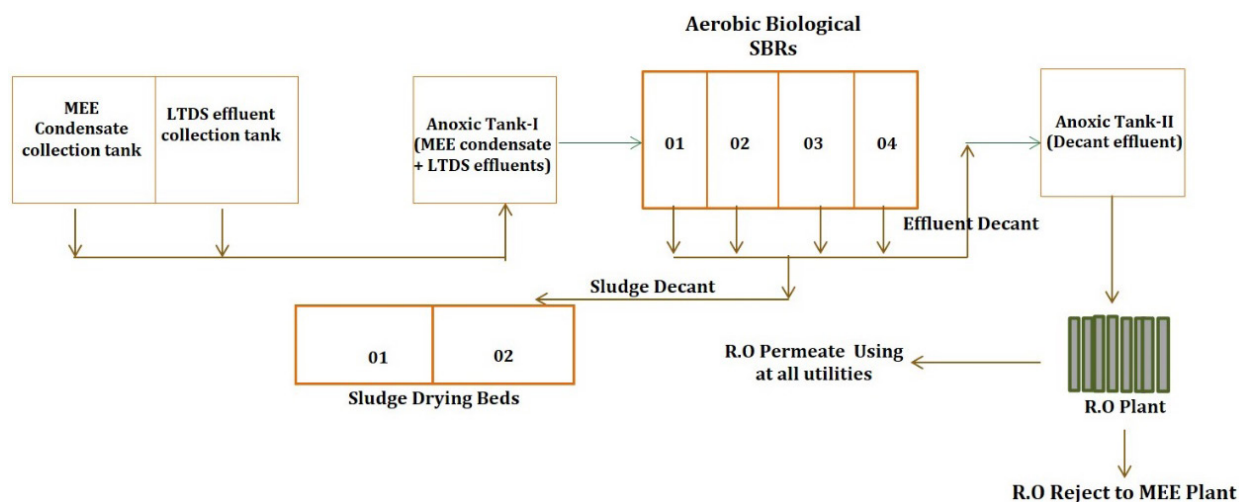 Aerobic Biological
SBRs
MEE
Condensate
collection tank
LTDS effluent
collection tank
Anoxic Tank-I
(MEE condensate
+ LTDS effluents)
01
02
03
04
Anoxic Tank-II
(Decant effluent)
Effluent Decant
Sludge Decant
01
02
Sludge Drying Beds
R.O Permeate Using
at all utilities
R.O Plant
R.O Reject to MEE Plant